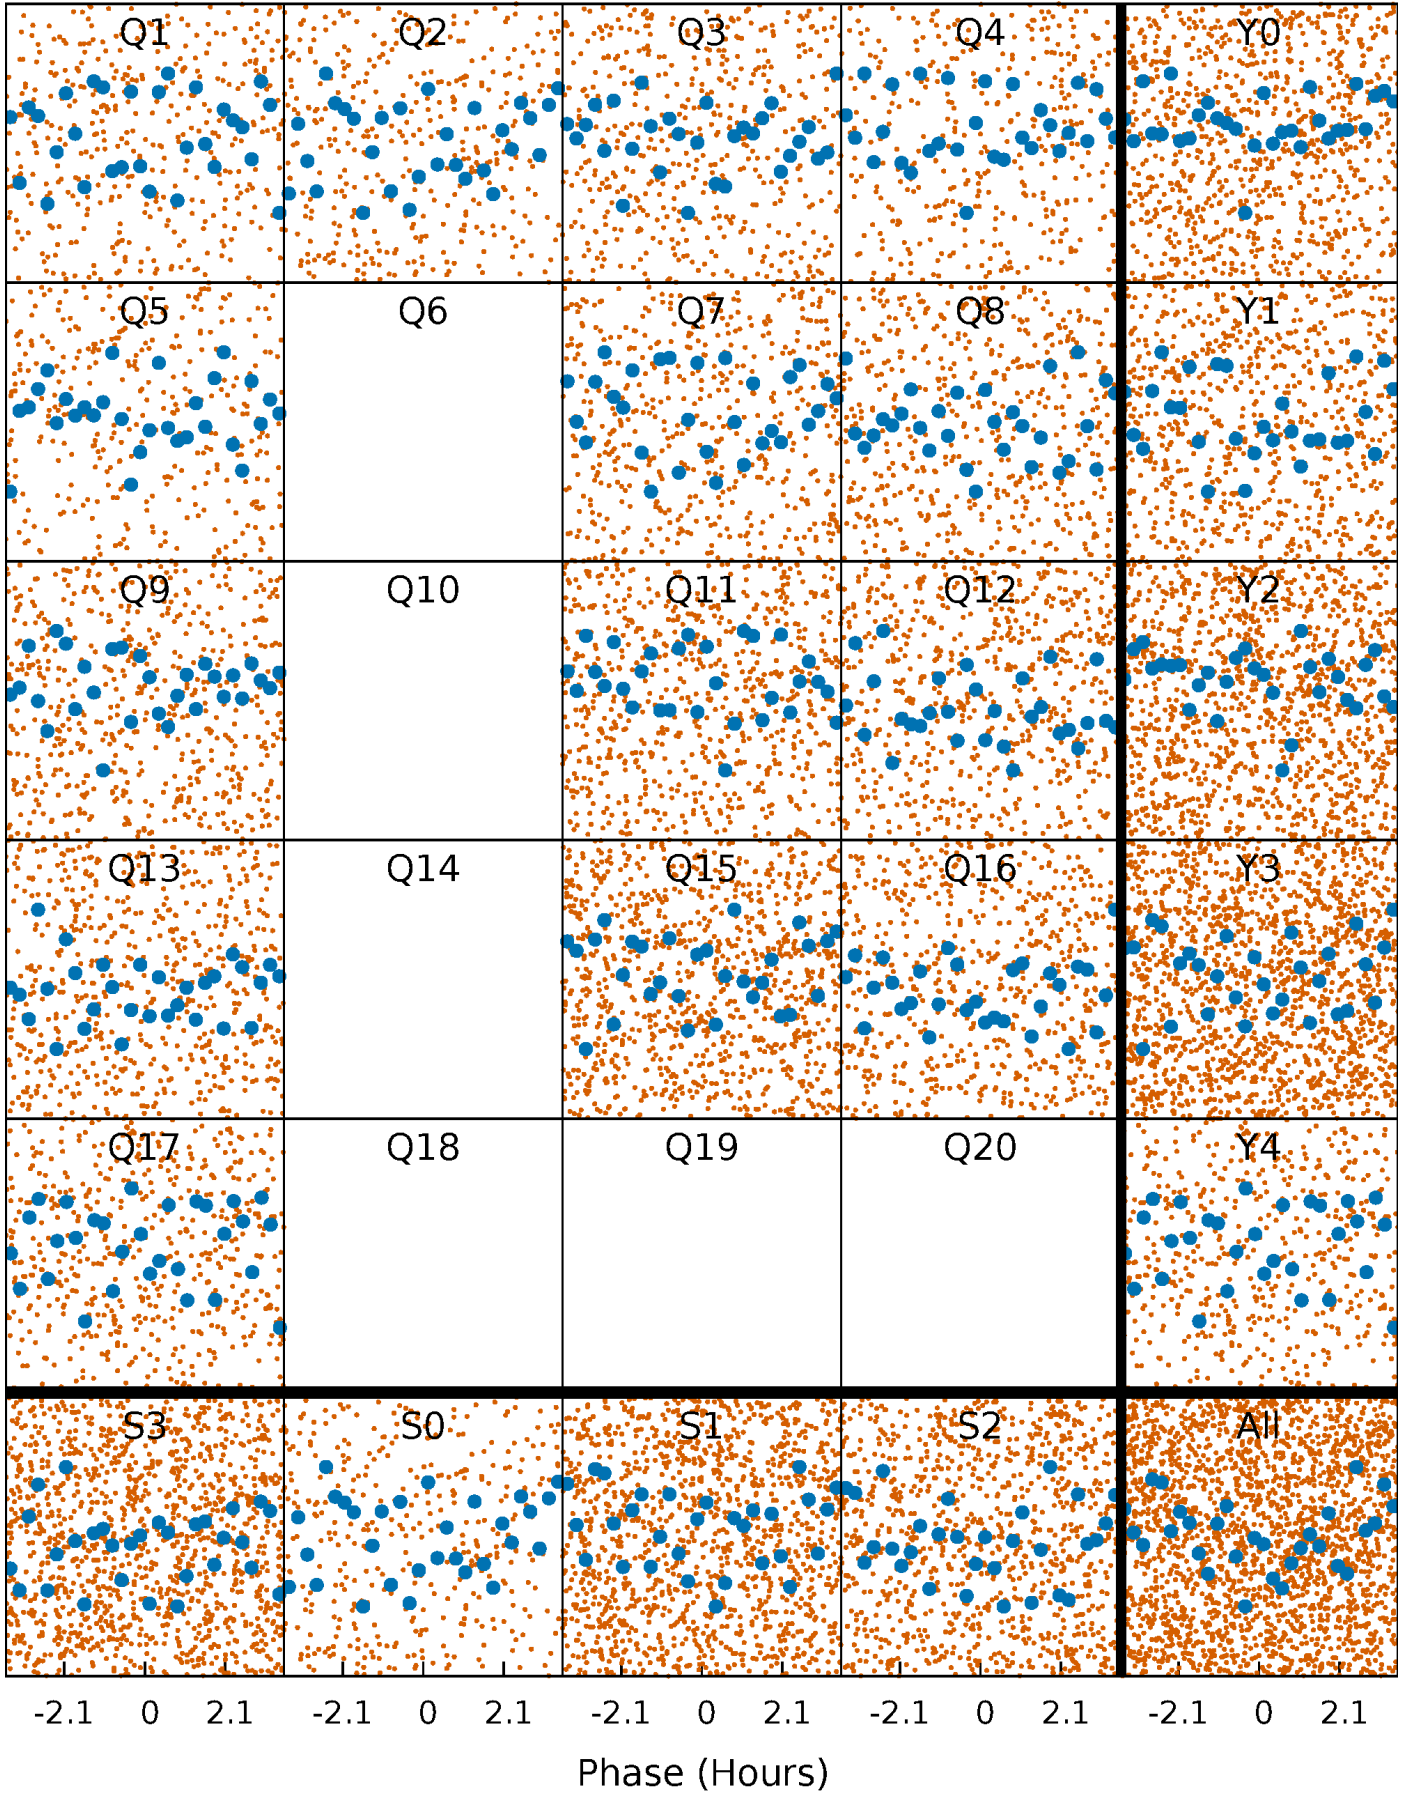 Q1 Q2 Q3 Q4 Y0
Q5 Q6 Q7 Q8 Y1
Q9 Q10 Q11 Q12 Y2
Q13 Q14 Q15 Q16 Y3
Q17 Q18 Q19 Q20 Y4
S3 S0 S1 S2 All
-2.1 0 2.1 -2.1 0 2.1 -2.1 0 2.1 -2.1 0 2.1 -2.1 0 2.1
Phase (Hours)